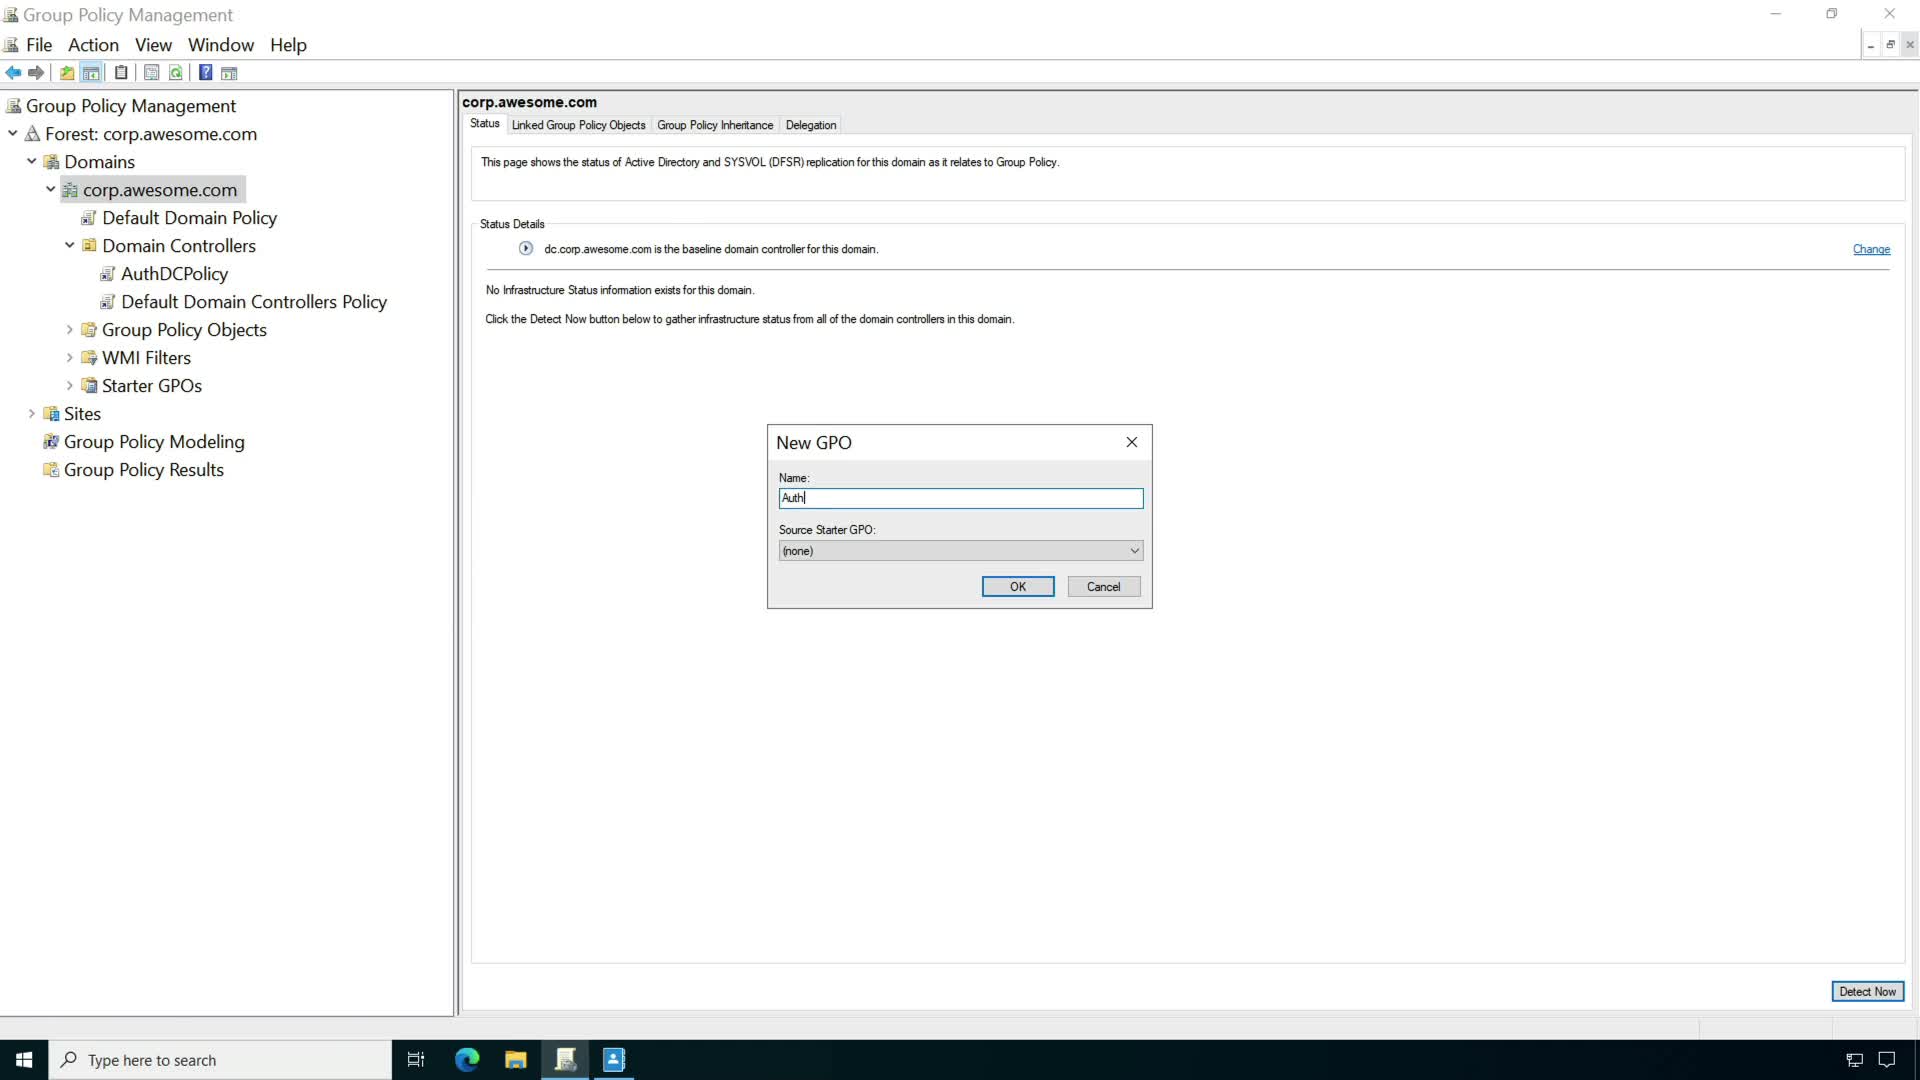 Group Policy Management
File Action View Window Help
Group Policy Management
Forest: corp.awesome.com
Domains
corp.awesome.com
Default Domain Policy
Domain Controllers
AuthDCPolicy
Default Domain Controllers Policy
Group Policy Objects
WMI Filters
Starter GPOs
Sites
Group Policy Modeling
Group Policy Results
corp.awesome.com
Status Linked Group Policy Objects Group Policy Inheritance Delegation
This page shows the status of Active Directory and SYSVOL (DFSR) replication for this domain as it relates to Group Policy.
Status Details
dc.corp.awesome.com is the baseline domain controller for this domain. Change
No Infrastructure Status information exists for this domain.
Click the Detect Now button below to gather infrastructure status from all of the domain controllers in this domain.
New GPO
Name:
Auth
Source Starter GPO:
(none)
OK Cancel
Detect Now
Type here to search